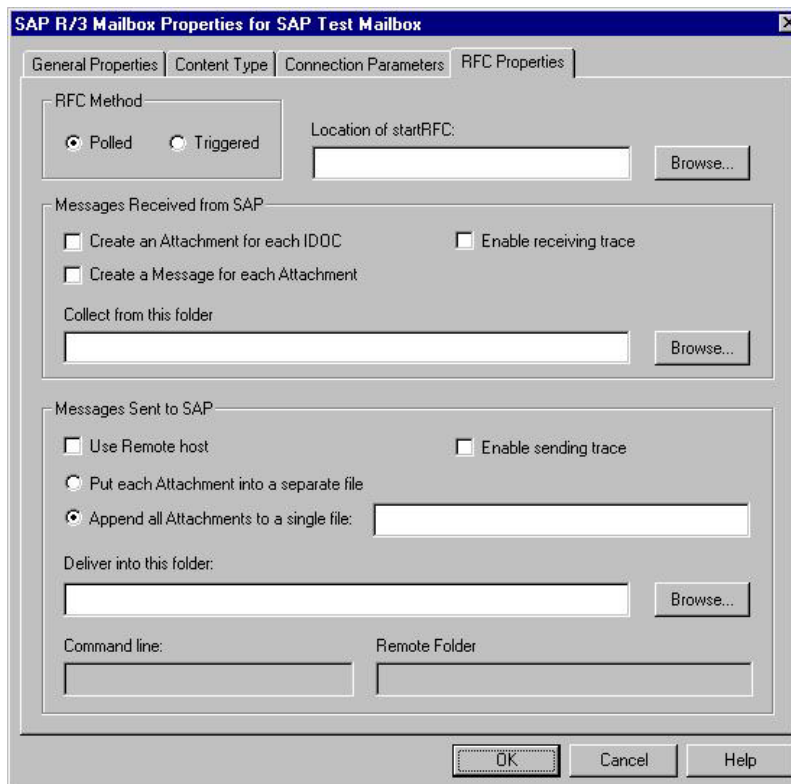 SAP R/3 Mailbox Properties for SAP Test Mailbox
General Properties Content Type Connection Parameters RFC Properties
RFC Method
Polled Triggered
Location of startRFC:
Browse...
Messages Received from SAP
Create an Attachment for each IDOC Enable receiving trace
Create a Message for each Attachment
Collect from this folder
Browse...
Messages Sent to SAP
Use Remote host Enable sending trace
Put each Attachment into a separate file
Append all Attachments to a single file:
Deliver into this folder:
Browse...
Command line: Remote Folder
OK Cancel Help